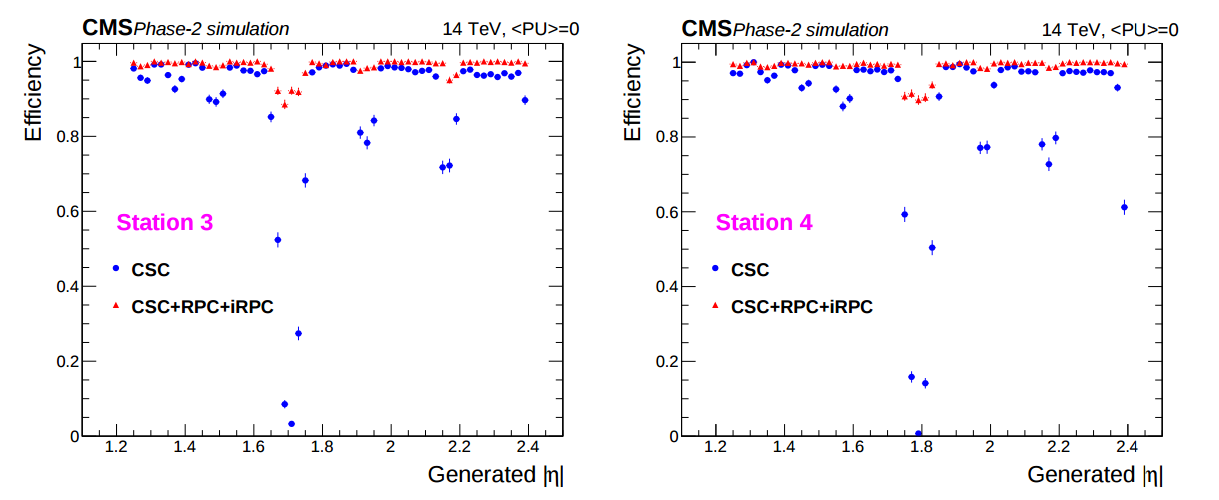 CMS Phase-2 simulation 14 TeV, <PU>=0
Efficiency
1
0.8
0.6
0.4
0.2
0
Station 3
CSC
CSC+RPC+iRPC
1.2 1.4 1.6 1.8 2 2.2 2.4
Generated |η|
CMS Phase-2 simulation 14 TeV, <PU>=0
Efficiency
1
0.8
0.6
0.4
0.2
0
Station 4
CSC
CSC+RPC+iRPC
1.2 1.4 1.6 1.8 2 2.2 2.4
Generated |η|